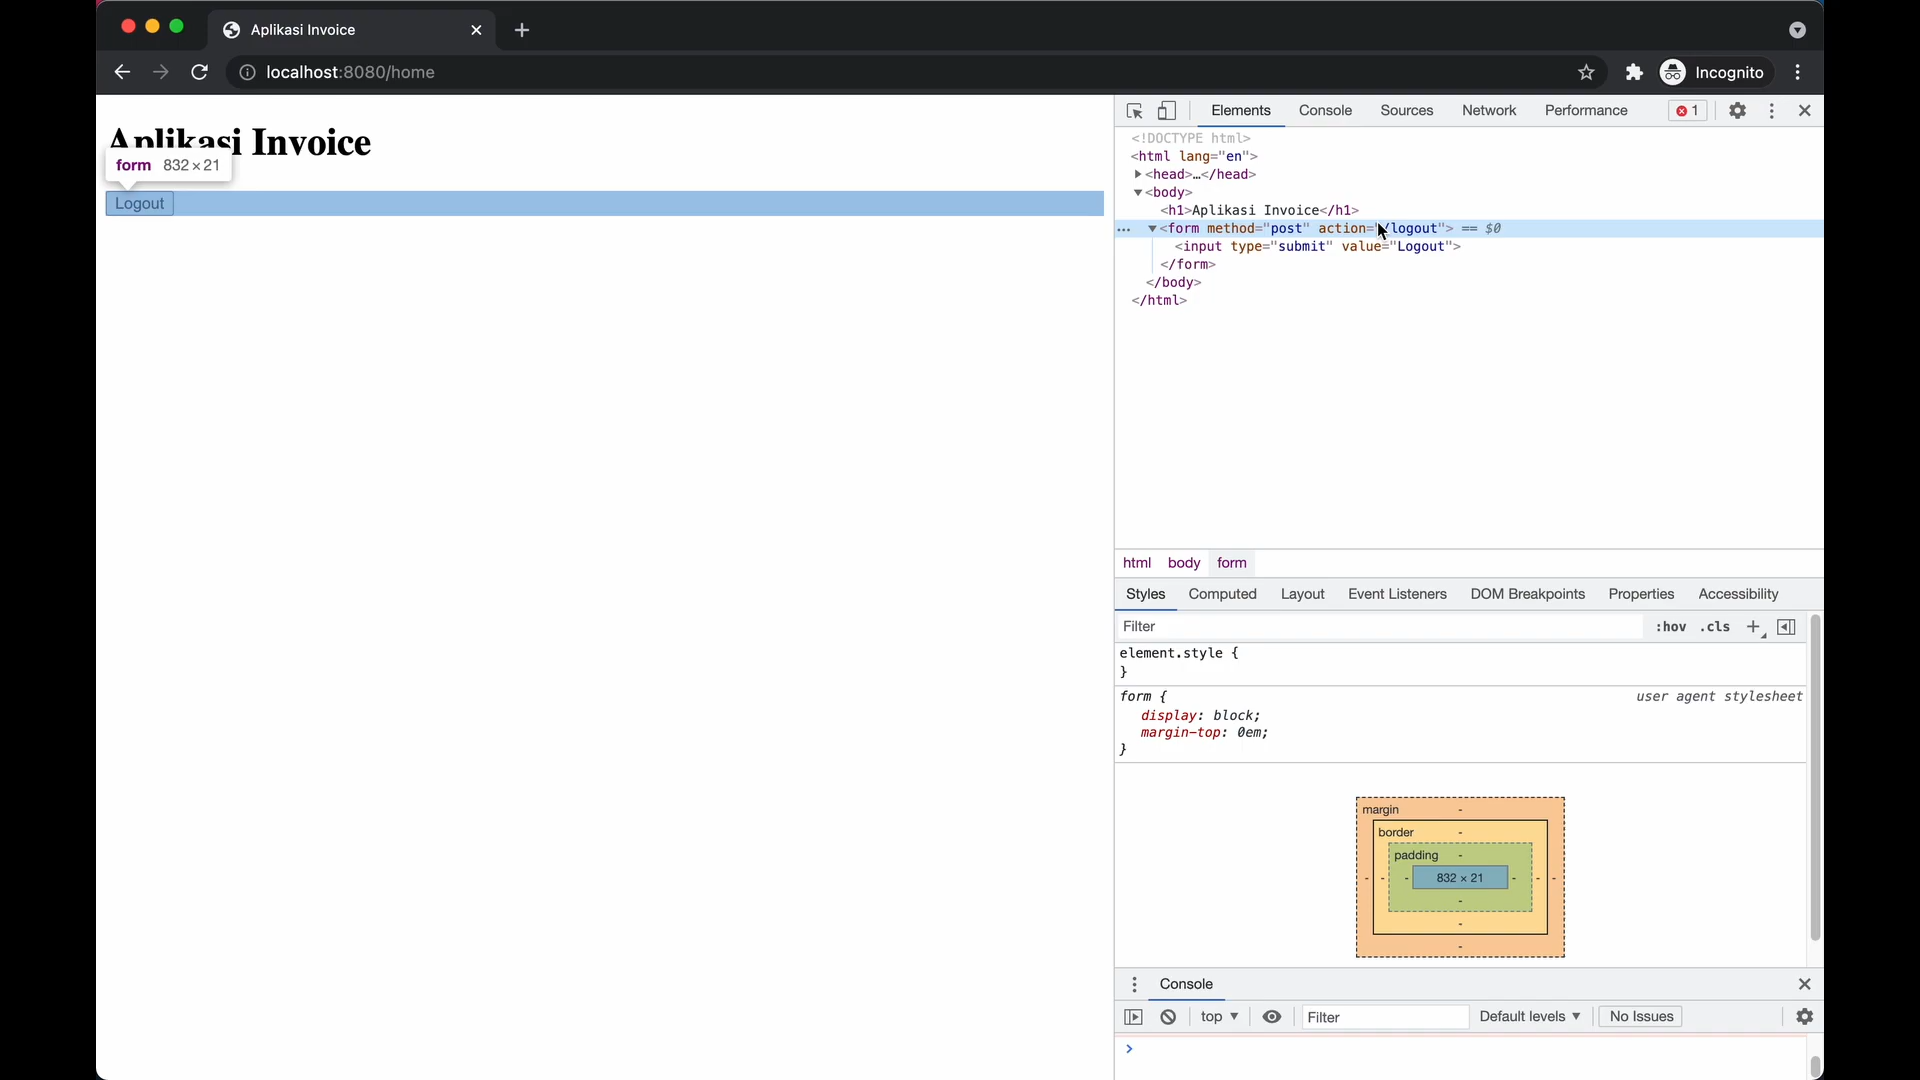 Aplikasi Invoice
localhost:8080/home
Incognito
Aplikasi Invoice
form 832×21
Logout
Elements Console Sources Network Performance 1
<!DOCTYPE html>
<html lang="en">
<head>…</head>
<body>
<h1>Aplikasi Invoice</h1>
<form method="post" action="/logout"> == $0
<input type="submit" value="Logout">
</form>
</body>
</html>
html body form
Styles Computed Layout Event Listeners DOM Breakpoints Properties Accessibility
Filter :hov .cls
element.style {
}
form { user agent stylesheet
display: block;
margin-top: 0em;
}
margin -
border -
padding -
- - - 832 × 21 - - -
-
-
-
Console
top Filter Default levels No Issues